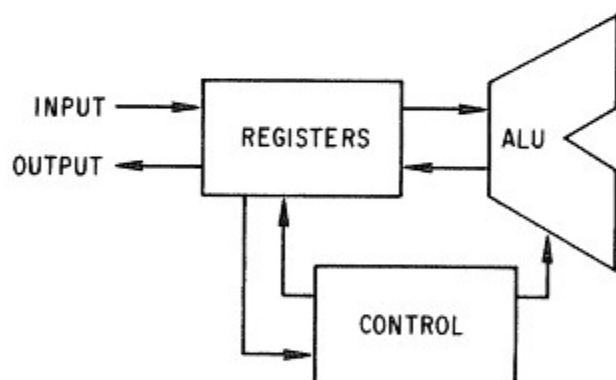 INPUT
OUTPUT
REGISTERS
ALU
CONTROL